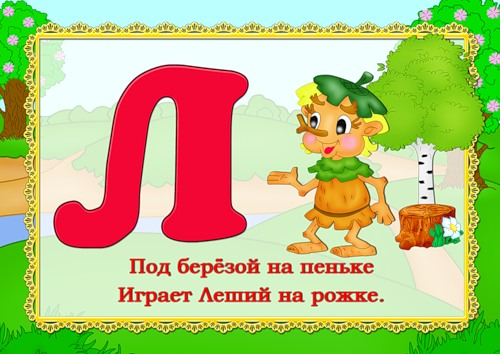 Л
Под берёзой на пеньке
Играет Леший на рожке.